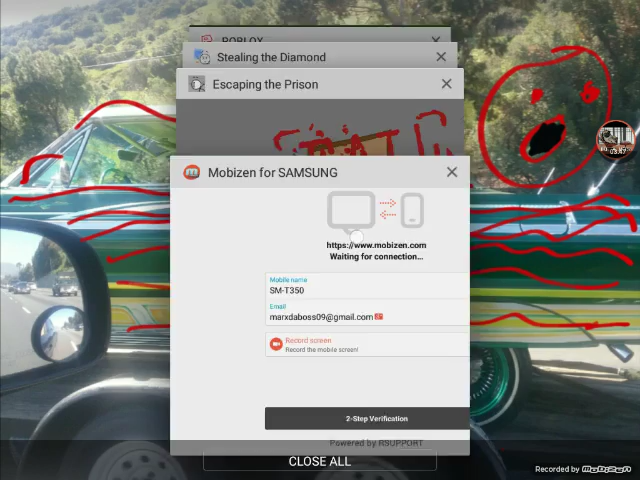 ROBLOX
Stealing the Diamond
Escaping the Prison
Mobizen for SAMSUNG
https://www.mobizen.com
Waiting for connection...
Mobile name
SM-T350
Email
marxdaboss09@gmail.com
Record screen
Record the mobile screen!
2-Step Verification
Powered by RSUPPORT
CLOSE ALL
Recorded by Mobizen